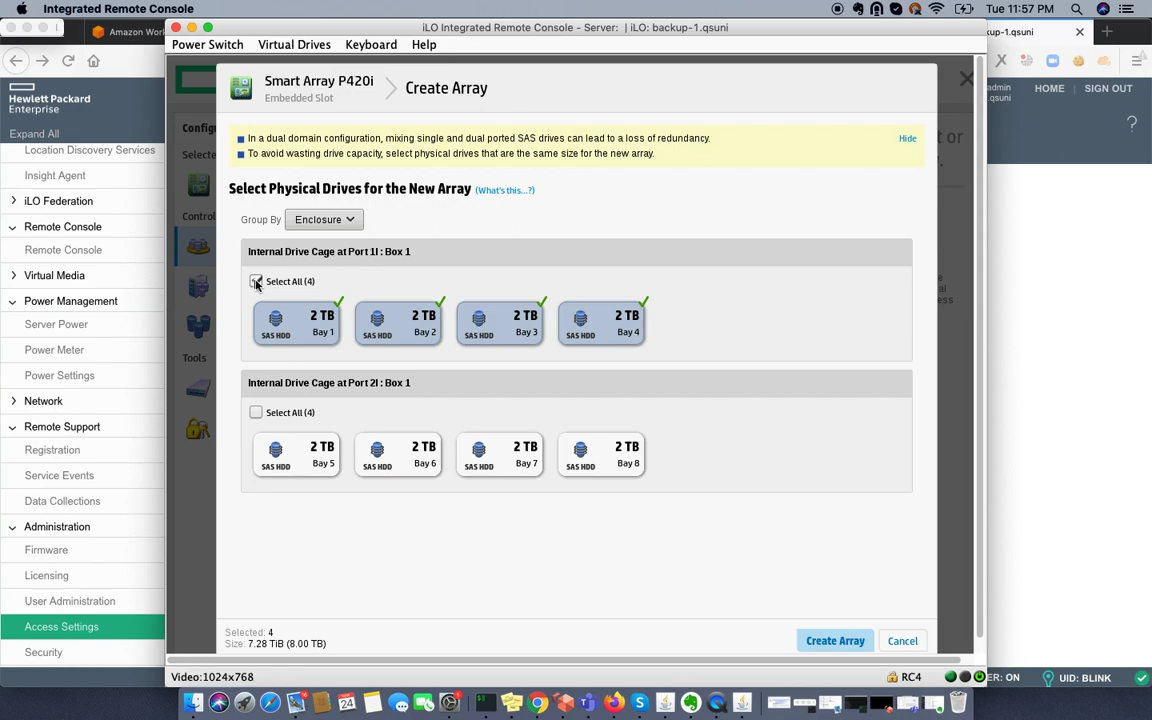 Integrated Remote Console
Tue 11:57 PM
Amazon Work
iLO Integrated Remote Console - Server: | iLO: backup-1.qsuni
up-1.qsuni
Power Switch
Virtual Drives
Keyboard
Help
Hewlett Packard
Enterprise
admin
.qsuni
HOME
SIGN OUT
Expand All
Location Discovery Services
Insight Agent
iLO Federation
Remote Console
Remote Console
Virtual Media
Power Management
Server Power
Power Meter
Power Settings
Network
Remote Support
Registration
Service Events
Data Collections
Administration
Firmware
Licensing
User Administration
Access Settings
Security
Config
Selecte
Control
Tools
Smart Array P420i
Embedded Slot
Create Array
In a dual domain configuration, mixing single and dual ported SAS drives can lead to a loss of redundancy.
To avoid wasting drive capacity, select physical drives that are the same size for the new array.
Hide
Select Physical Drives for the New Array (What's this...?)
Group By
Enclosure
Internal Drive Cage at Port 1I : Box 1
Select All (4)
2 TB
SAS HDD
Bay 1
2 TB
SAS HDD
Bay 2
2 TB
SAS HDD
Bay 3
2 TB
SAS HDD
Bay 4
Internal Drive Cage at Port 2I : Box 1
Select All (4)
2 TB
SAS HDD
Bay 5
2 TB
SAS HDD
Bay 6
2 TB
SAS HDD
Bay 7
2 TB
SAS HDD
Bay 8
Selected: 4
Size: 7.28 TiB (8.00 TB)
Create Array
Cancel
Video:1024x768
RC4
ER: ON
UID: BLINK
24